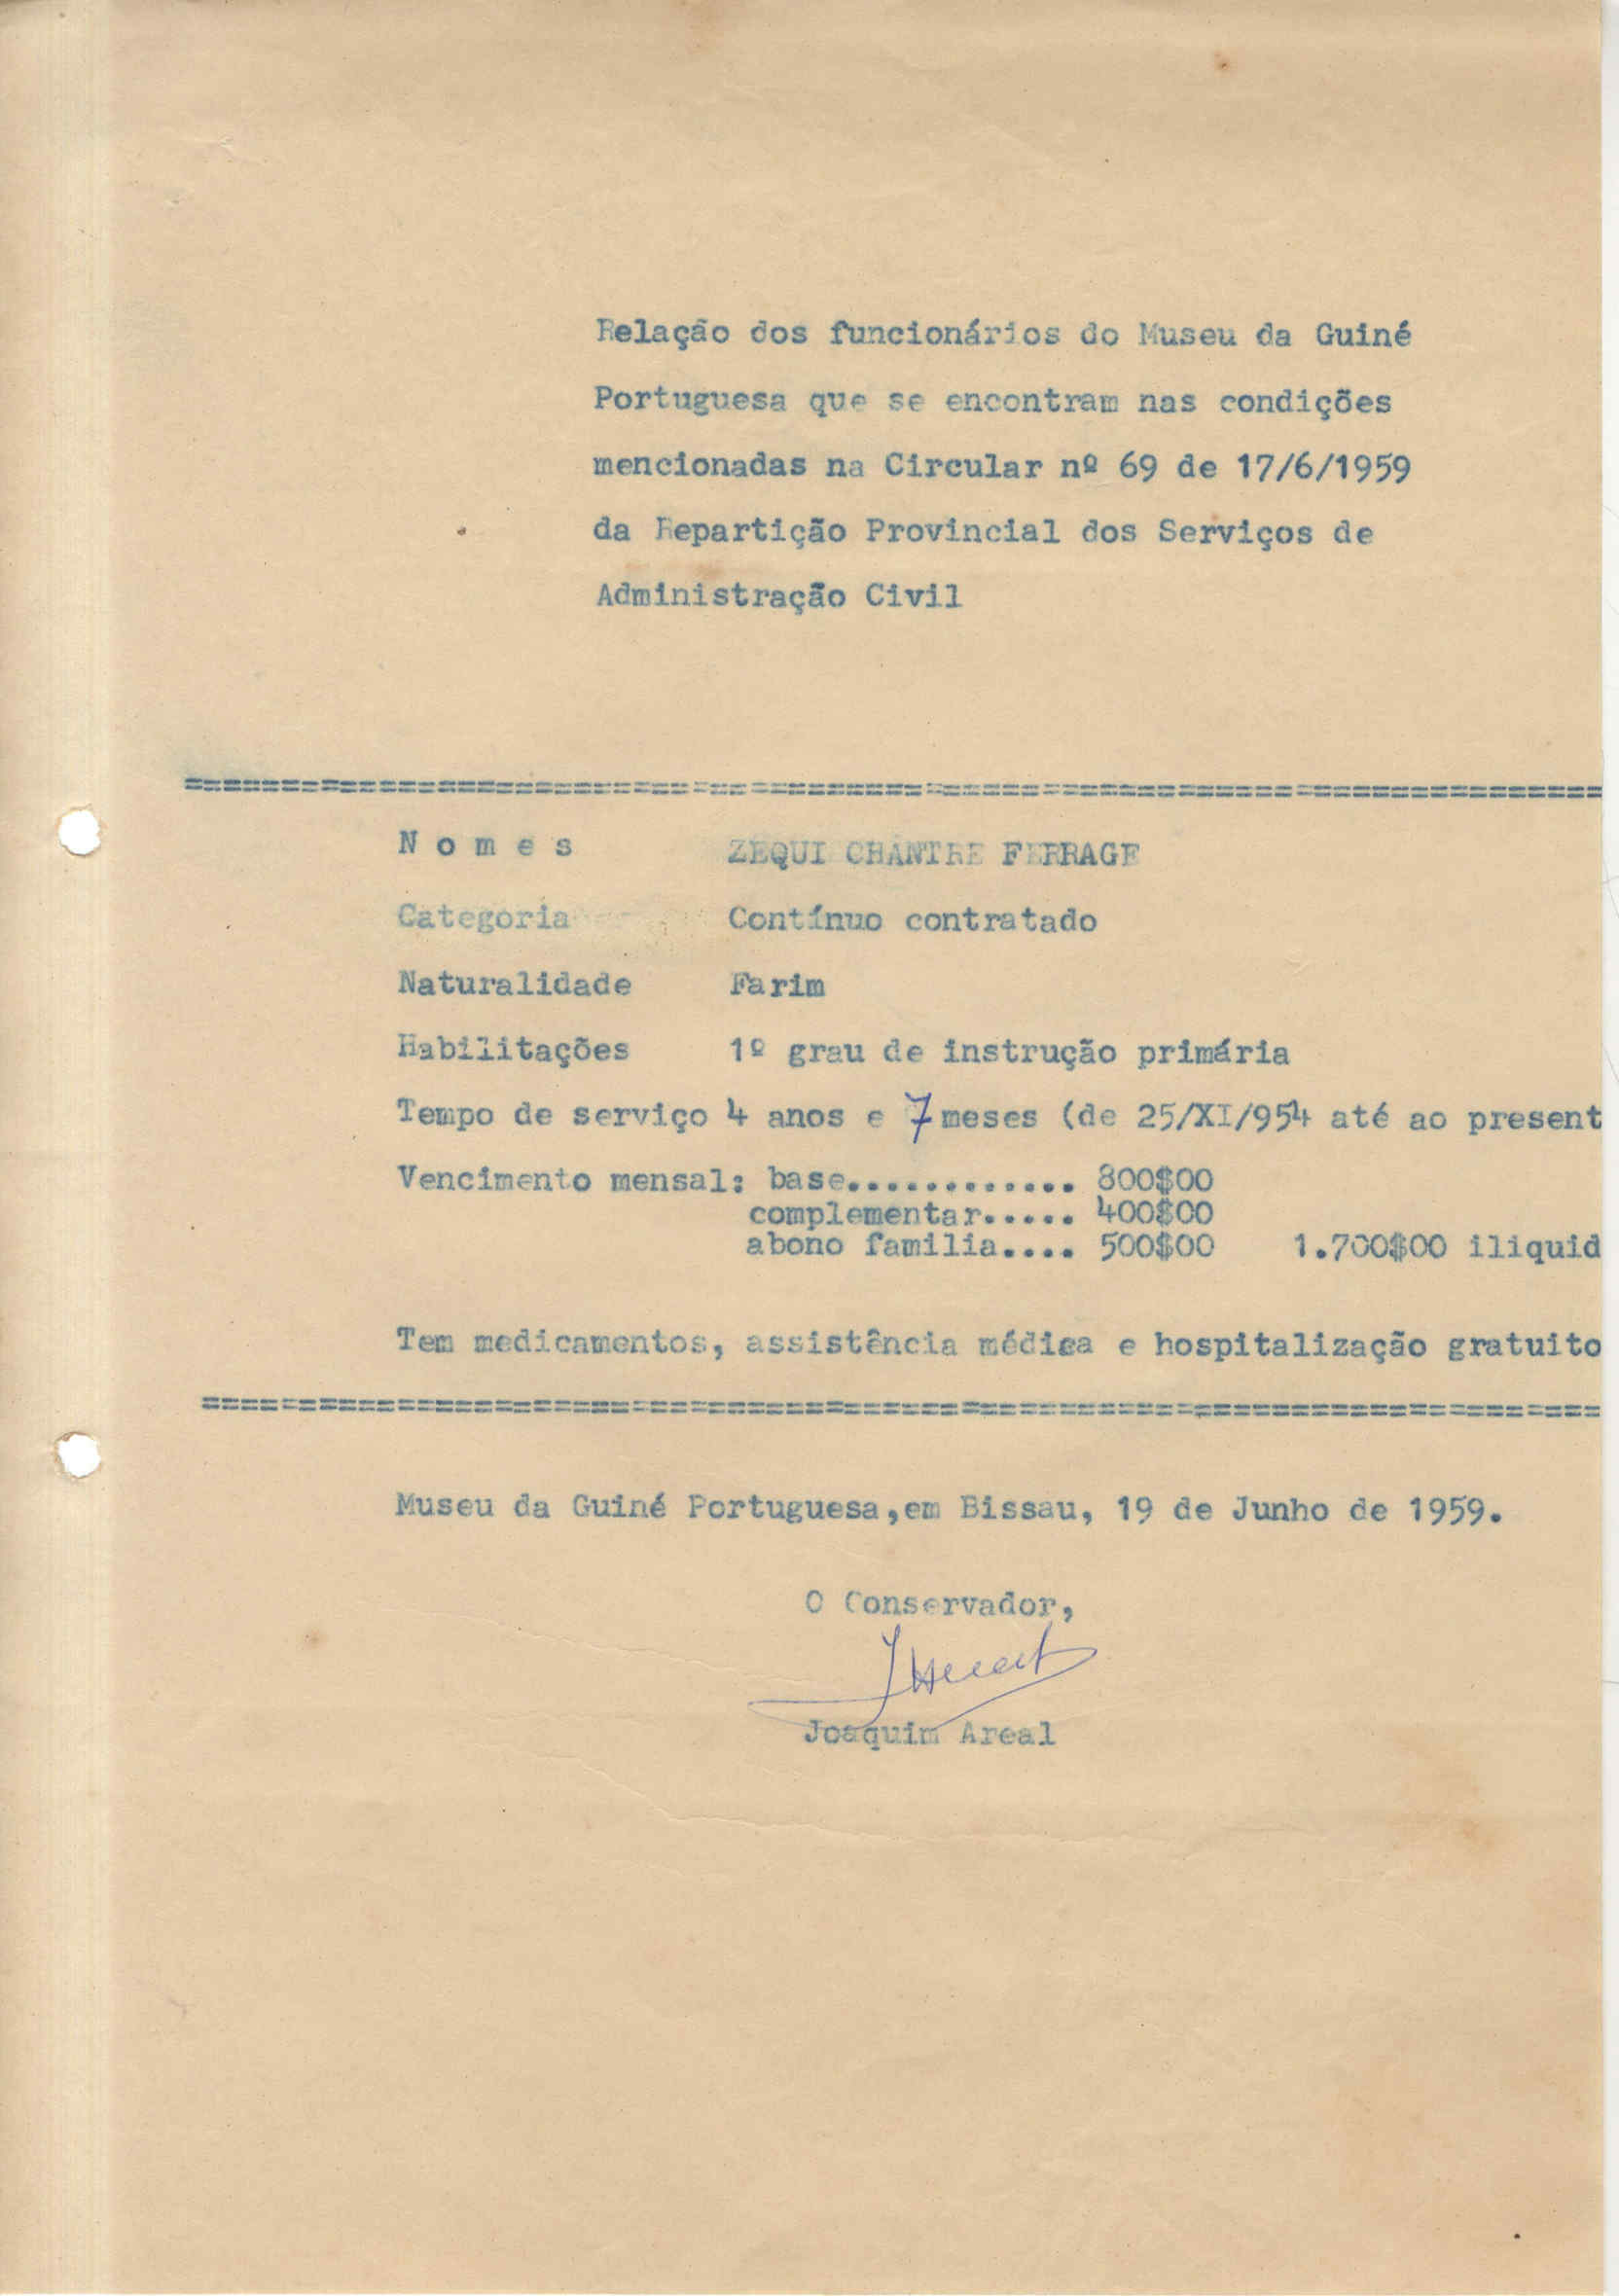 Relação dos funcionários do Museu da Guiné
Portuguesa que se encontram nas condições
mencionadas na Circular nº 69 de 17/6/1959
da Repartição Provincial dos Serviços de
Administração Civil
==========================================================================
N o m e s ZEQUI CHANTRE FERRAGE
Categoria Contínuo contratado
Naturalidade Farim
Habilitações 1º grau de instrução primária
Tempo de serviço 4 anos e 7 meses (de 25/XI/954 até ao present
Vencimento mensal: base............ 800$00
complementar..... 400$00
abono familia.... 500$00 1.700$00 iliquid
Tem medicamentos, assistência médica e hospitalização gratuito
=========================================================================
Museu da Guiné Portuguesa,em Bissau, 19 de Junho de 1959.
O Conservador,
Joaquim Areal